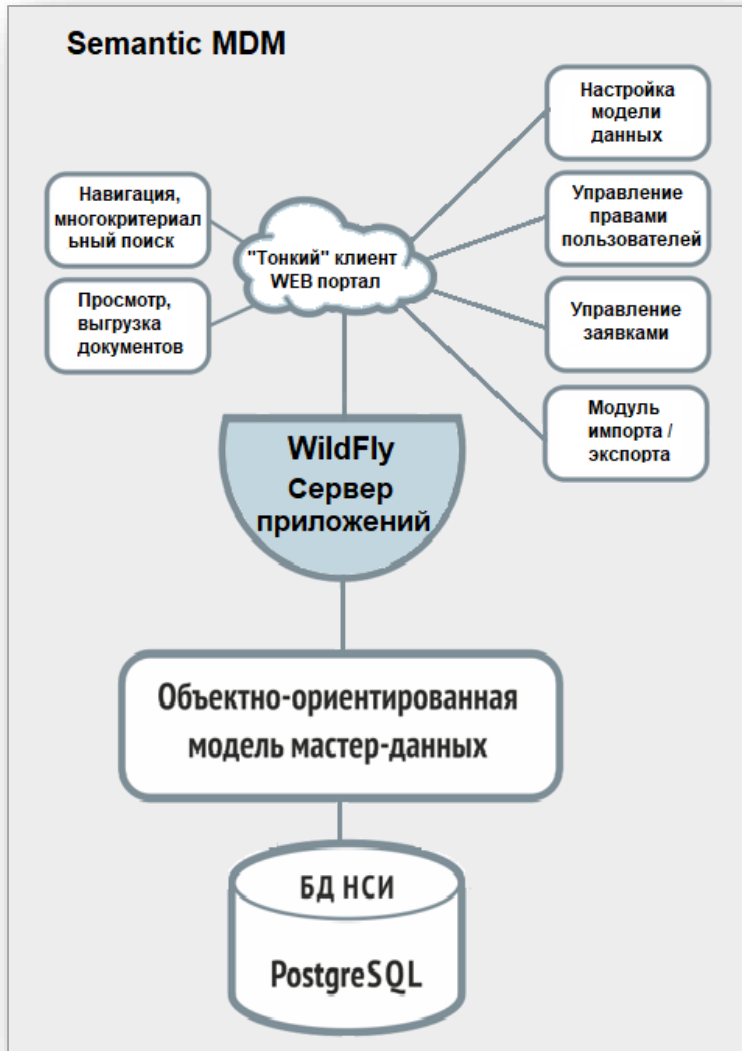 Semantic MDM
Настройка
модели
данных
Навигация,
многокритериал
ьный поиск
Управление
правами
пользователей
"Тонкий" клиент
WEB портал
Просмотр,
выгрузка
документов
Управление
заявками
Модуль
импорта /
экспорта
WildFly
Сервер
приложений
Объектно-ориентированная
модель мастер-данных
БД НСИ
PostgreSQL